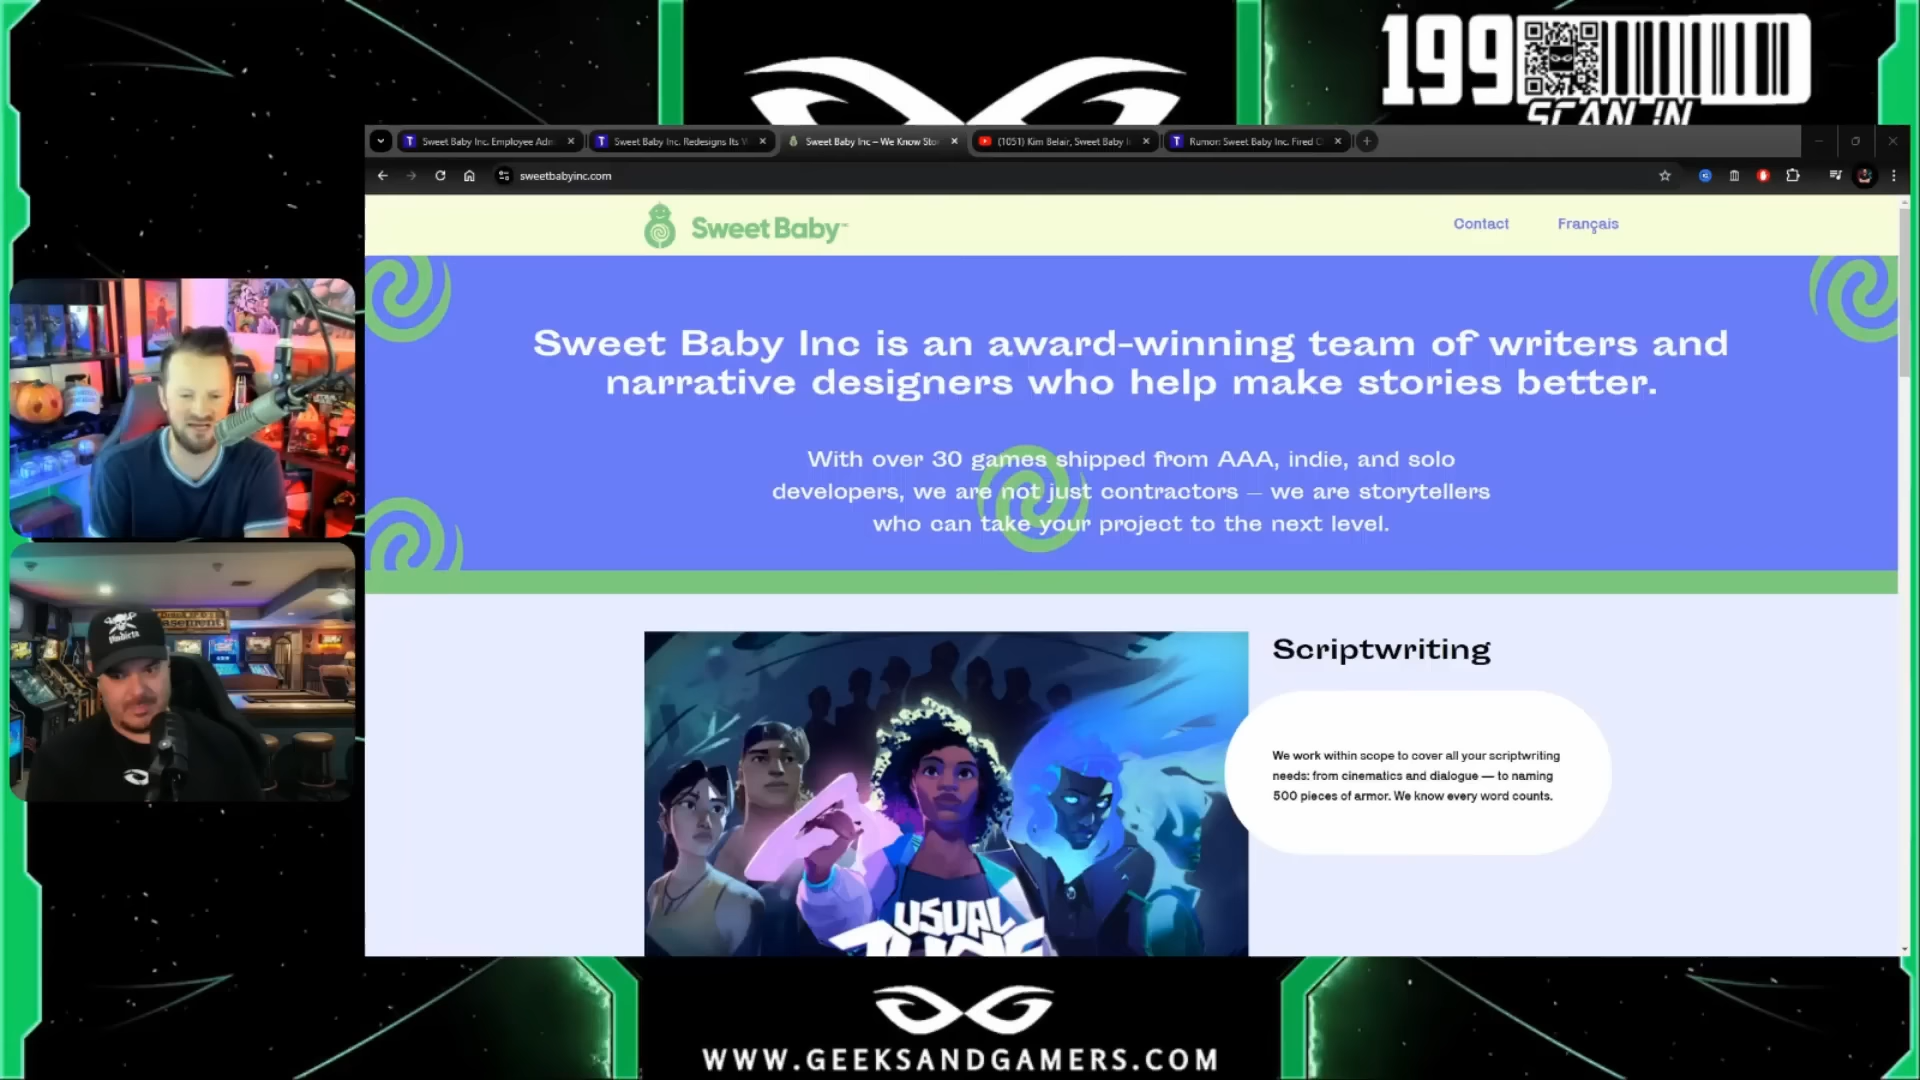 199
SCAN IN
Sweet Baby Inc. Employee Adm
Sweet Baby Inc. Redesigns Its W
Sweet Baby Inc – We Know Sto
(1051) Kim Belair, Sweet Baby I
Rumor: Sweet Baby Inc. Fired C
sweetbabyinc.com
Sweet Baby
Contact
Français
Sweet Baby Inc is an award-winning team of writers and
narrative designers who help make stories better.
With over 30 games shipped from AAA, indie, and solo
developers, we are not just contractors – we are storytellers
who can take your project to the next level.
Scriptwriting
We work within scope to cover all your scriptwriting
needs: from cinematics and dialogue — to naming
500 pieces of armor. We know every word counts.
USUAL
WWW.GEEKSANDGAMERS.COM